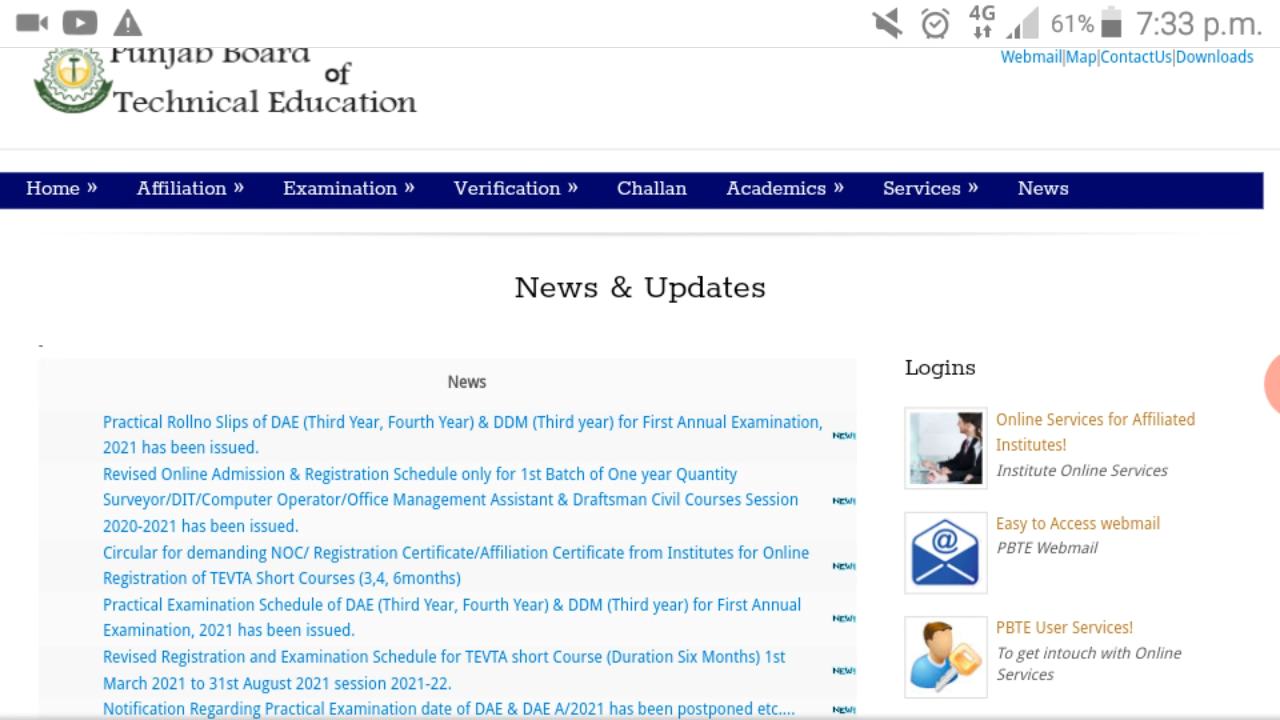 4G 61% 7:33 p.m.
Punjab Board
of
Technical Education
Webmail|Map|ContactUs|Downloads
Home » Affiliation » Examination » Verification » Challan Academics » Services » News
News & Updates
-
News
Practical Rollno Slips of DAE (Third Year, Fourth Year) & DDM (Third year) for First Annual Examination,
2021 has been issued.
NEW!
Revised Online Admission & Registration Schedule only for 1st Batch of One year Quantity
Surveyor/DIT/Computer Operator/Office Management Assistant & Draftsman Civil Courses Session
2020-2021 has been issued.
NEW!
Circular for demanding NOC/ Registration Certificate/Affiliation Certificate from Institutes for Online
Registration of TEVTA Short Courses (3,4, 6months)
NEW!
Practical Examination Schedule of DAE (Third Year, Fourth Year) & DDM (Third year) for First Annual
Examination, 2021 has been issued.
NEW!
Revised Registration and Examination Schedule for TEVTA short Course (Duration Six Months) 1st
March 2021 to 31st August 2021 session 2021-22.
NEW!
Notification Regarding Practical Examination date of DAE & DAE A/2021 has been postponed etc....
NEW!
Logins
Online Services for Affiliated
Institutes!
Institute Online Services
@
Easy to Access webmail
PBTE Webmail
PBTE User Services!
To get intouch with Online
Services